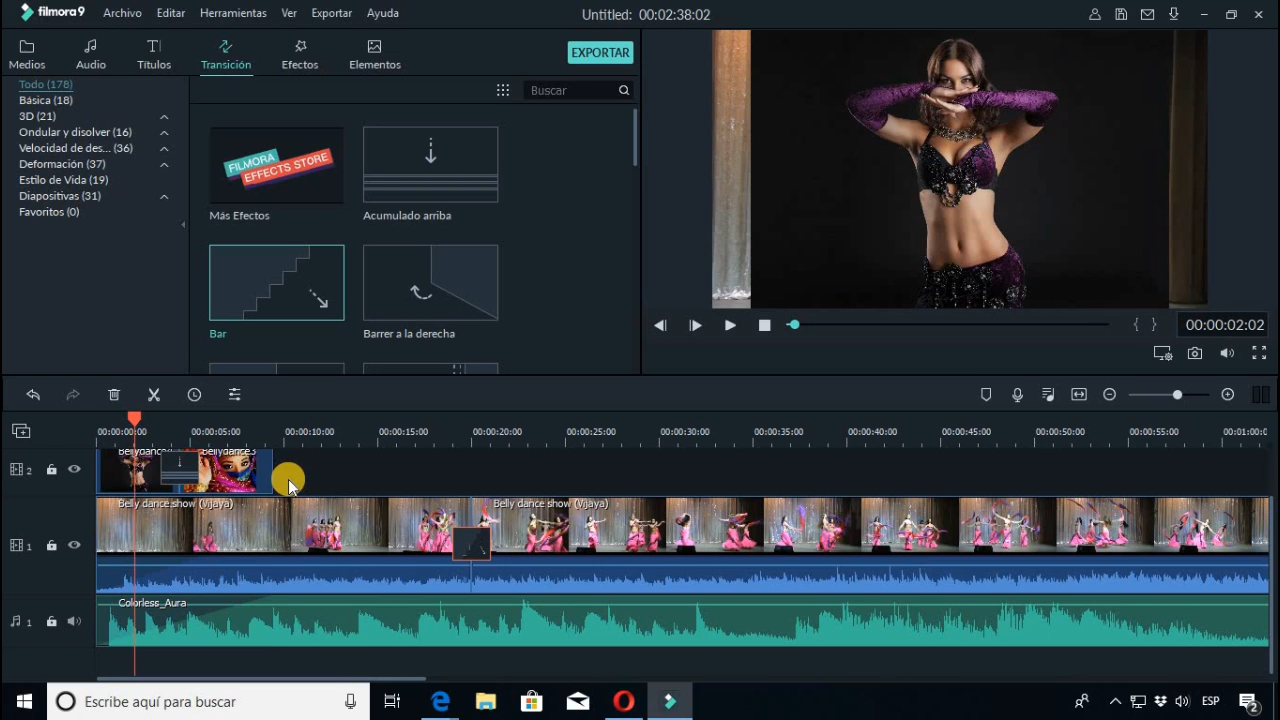 filmora9 Archivo Editar Herramientas Ver Exportar Ayuda Untitled: 00:02:38:02
Medios Audio Títulos Transición Efectos Elementos EXPORTAR
Todo (178)
Básica (18)
3D (21)
Ondular y disolver (16)
Velocidad de des... (36)
Deformación (37)
Estilo de Vida (19)
Diapositivas (31)
Favoritos (0)
Buscar
FILMORA
EFFECTS STORE
Más Efectos Acumulado arriba
Bar Barrer a la derecha
00:00:02:02
00:00:00:00 00:00:05:00 00:00:10:00 00:00:15:00 00:00:20:00 00:00:25:00 00:00:30:00 00:00:35:00 00:00:40:00 00:00:45:00 00:00:50:00 00:00:55:00 00:01:00:0
2 Bellydance3
1 Belly dance show (Vijaya) Belly dance show (Vijaya)
1 Colorless_Aura
Escribe aquí para buscar ESP 2